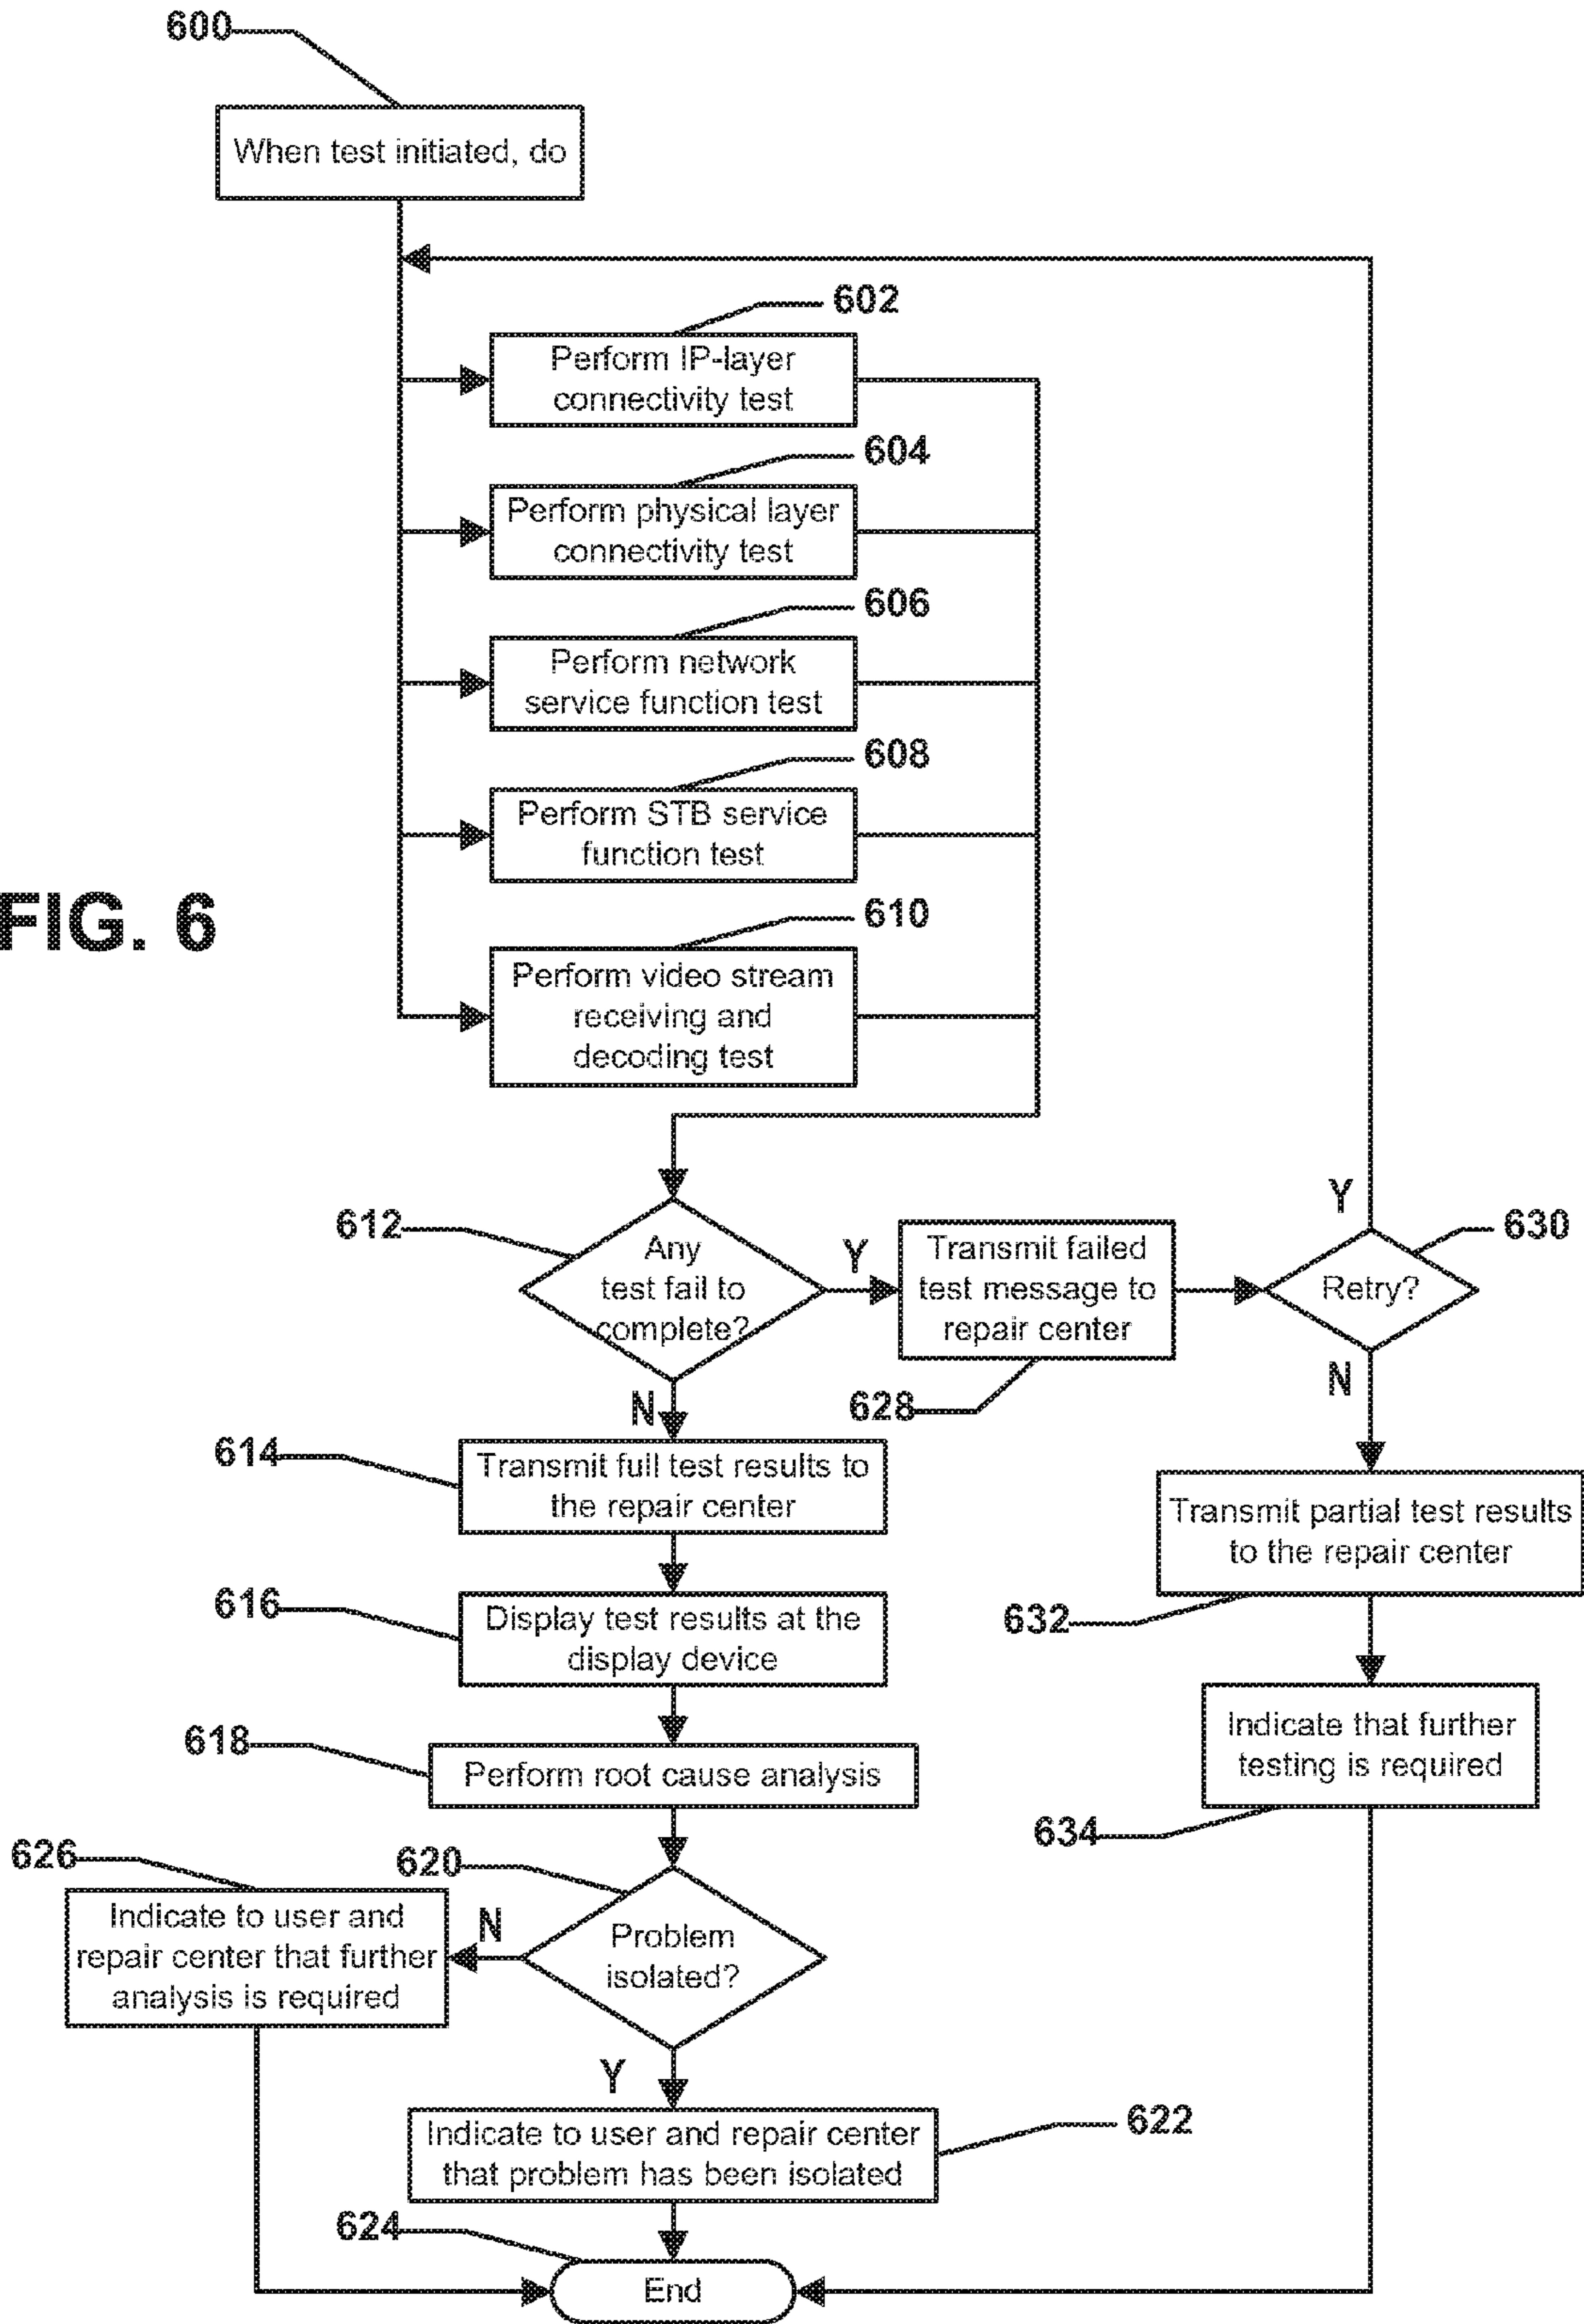 600
When test initiated, do
602
Perform IP-layer
connectivity test
604
Perform physical layer
connectivity test
606
Perform network
service function test
608
Perform STB service
function test
FIG. 6
610
Perform video stream
receiving and
decoding test
612
Any
test fail to
complete?
Y
Transmit failed
test message to
repair center
628
Y
630
Retry?
N
N
614
Transmit full test results to
the repair center
Transmit partial test results
to the repair center
632
616
Display test results at the
display device
618
Perform root cause analysis
Indicate that further
testing is required
634
626
Indicate to user and
repair center that further
analysis is required
620
N
Problem
isolated?
Y
Indicate to user and repair center
that problem has been isolated
622
624
End